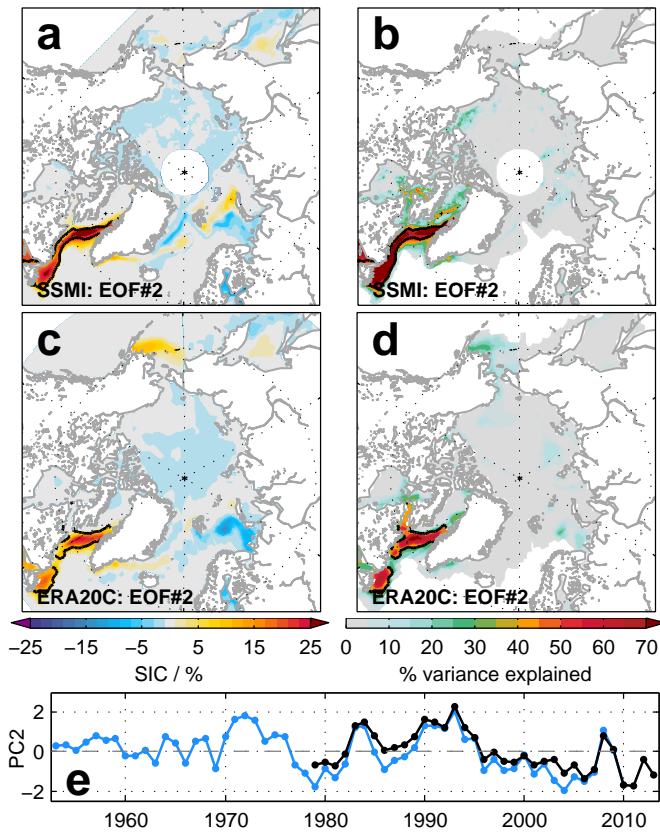 a b
SSMI: EOF#2 SSMI: EOF#2
c d
ERA20C: EOF#2 ERA20C: EOF#2
−25 −15 −5 5 15 25 0 10 20 30 40 50 60 70
SIC / % % variance explained
2
0
−2
PC2
e
1960 1970 1980 1990 2000 2010